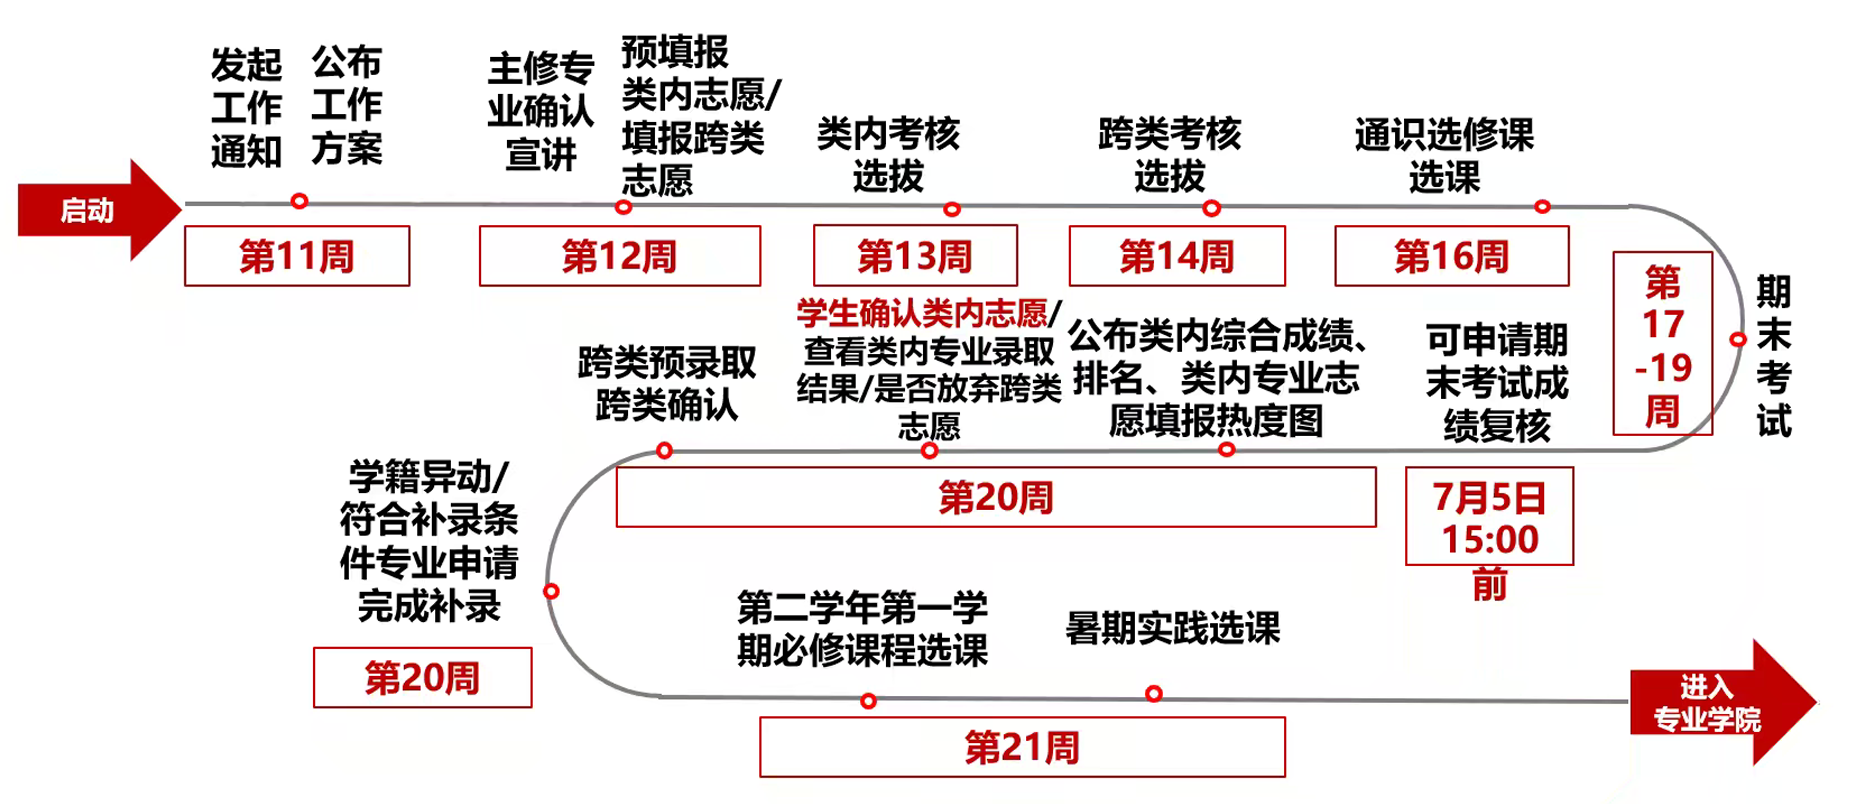 启动
发起
工作
通知
公布
工作
方案
第11周
主修专
业确认
宣讲
预填报
类内志愿/
填报跨类
志愿
第12周
类内考核
选拔
第13周
跨类考核
选拔
第14周
通识选修课
选课
第16周
第
17
-19
周
期
末
考
试
可申请期
末考试成
绩复核
7月5日
15:00
前
公布类内综合成绩、
排名、类内专业志
愿填报热度图
学生确认类内志愿/
查看类内专业录取
结果/是否放弃跨类
志愿
跨类预录取
跨类确认
第20周
学籍异动/
符合补录条
件专业申请
完成补录
第20周
第二学年第一学
期必修课程选课
暑期实践选课
第21周
进入
专业学院